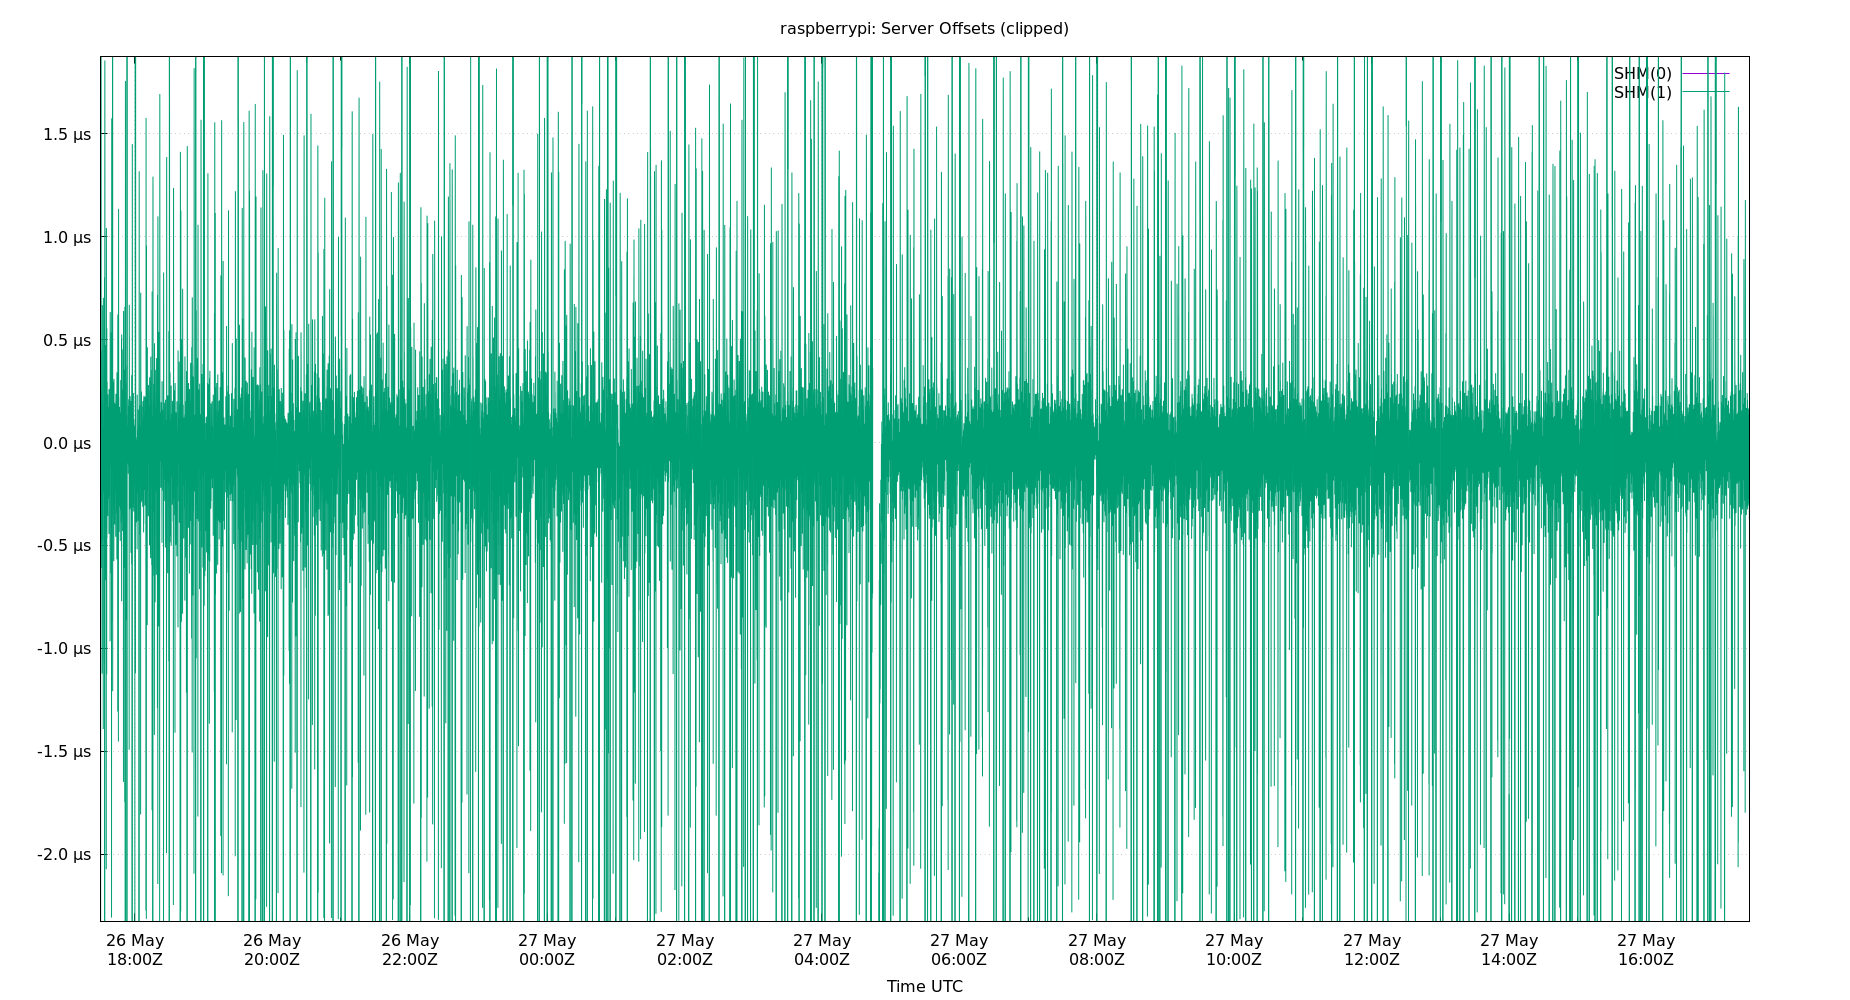 raspberrypi: Server Offsets (clipped)
SHM(0)
SHM(1)
1.5 µs
1.0 µs
0.5 µs
0.0 µs
-0.5 µs
-1.0 µs
-1.5 µs
-2.0 µs
26 May 26 May 26 May 27 May 27 May 27 May 27 May 27 May 27 May 27 May 27 May 27 May
18:00Z 20:00Z 22:00Z 00:00Z 02:00Z 04:00Z 06:00Z 08:00Z 10:00Z 12:00Z 14:00Z 16:00Z
Time UTC